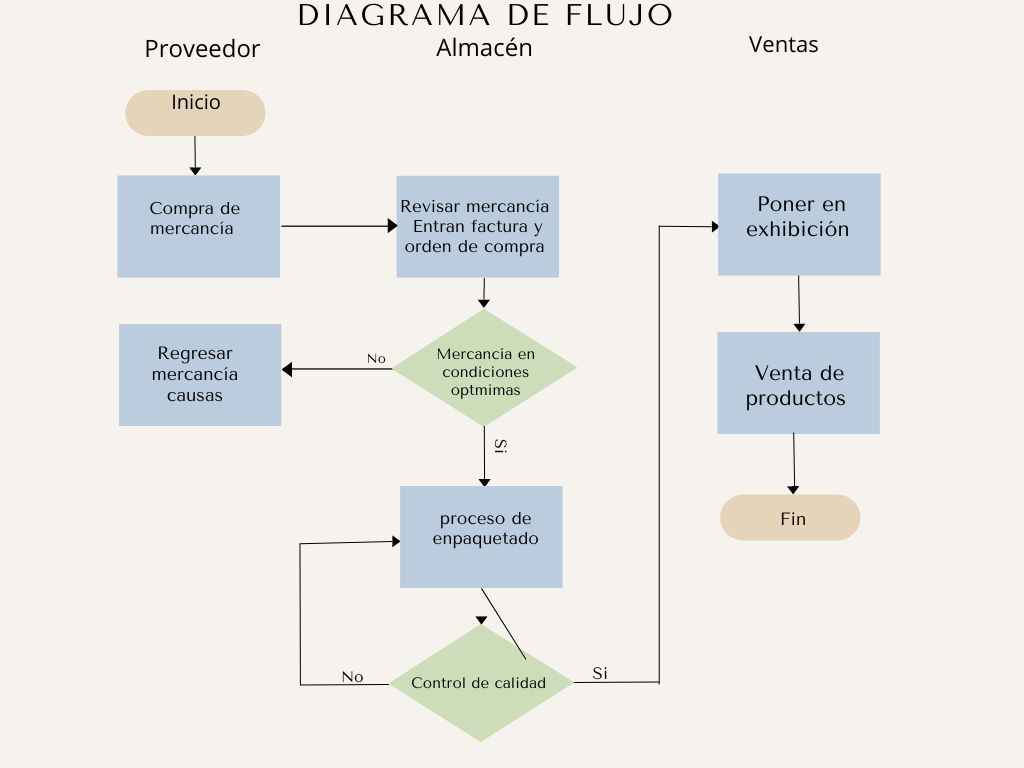 DIAGRAMA DE FLUJO
Proveedor
Almacén
Ventas
Inicio
Compra de
mercancía
Revisar mercancía
Entran factura y
orden de compra
Poner en
exhibición
Regresar
mercancía
causas
No
Mercancía en
condiciones
optmimas
Venta de
productos
Si
proceso de
enpaquetado
Fin
No
Control de calidad
Si